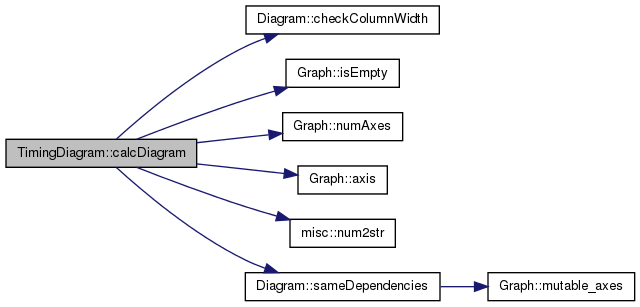 Diagram::checkColumnWidth
Graph::isEmpty
Graph::numAxes
TimingDiagram::calcDiagram
Graph::axis
misc::num2str
Diagram::sameDependencies
Graph::mutable_axes